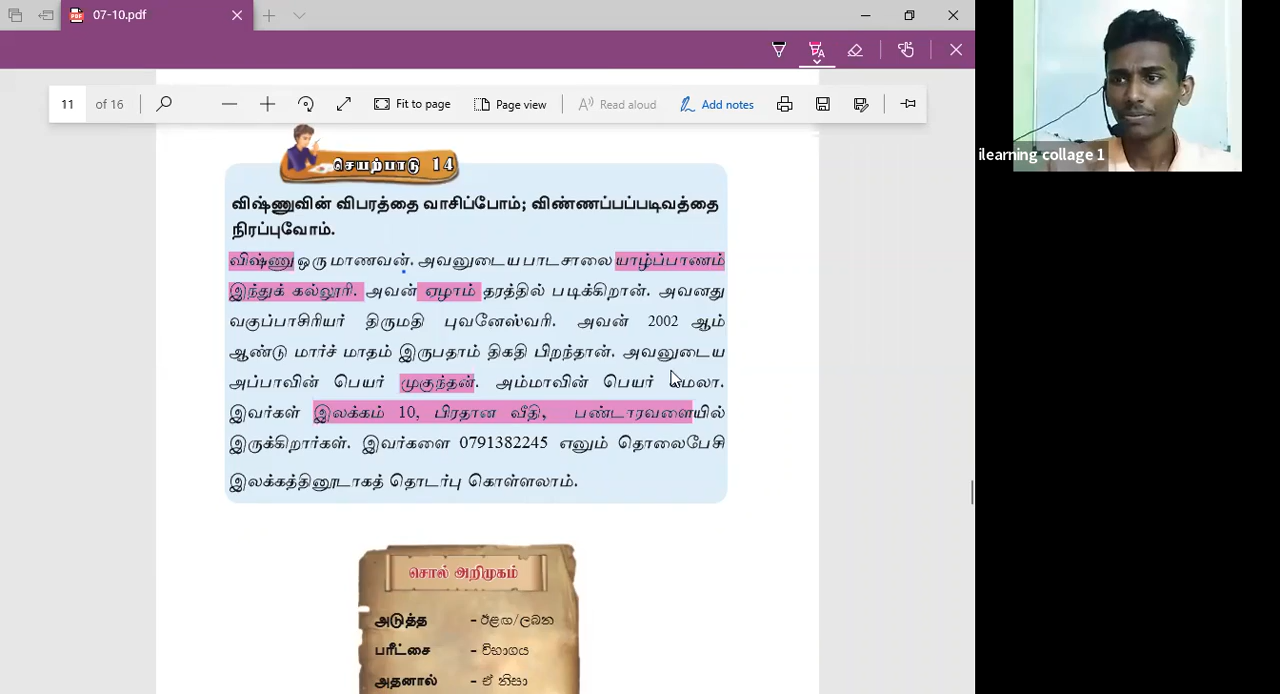 07-10.pdf
11 of 16
Fit to page
Page view
Read aloud
Add notes
ilearning collage 1
செயற்பாடு 14
விஷ்ணுவின் விபரத்தை வாசிப்போம்; விண்ணப்பப்படிவத்தை
நிரப்புவோம்.
விஷ்ணு ஒரு மாணவன். அவனுடைய பாடசாலை யாழ்ப்பாணம்
இந்துக் கல்லூரி. அவன் ஏழாம் தரத்தில் படிக்கிறான். அவனது
வகுப்பாசிரியர் திருமதி புவனேஸ்வரி. அவன் 2002 ஆம்
ஆண்டு மார்ச் மாதம் இருபதாம் திகதி பிறந்தான். அவனுடைய
அப்பாவின் பெயர் முகுந்தன். அம்மாவின் பெயர்
இவர்கள் இலக்கம் 10, பிரதான வீதி, பண்டாரவளையில்
இருக்கிறார்கள். இவர்களை 0791382245 எனும் தொலைபேசி
இலக்கத்தினூடாகத் தொடர்பு கொள்ளலாம்.
சொல் அறிமுகம்
அடுத்த - ඊළඟ/ලබන
பரீட்சை - විභාගය
அதனால் - ඒ නිසා